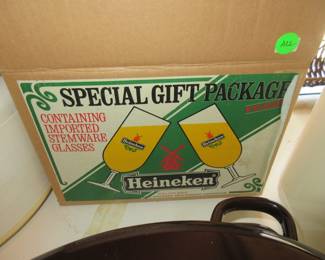 SPECIAL GIFT PACKAGE
CONTAINING
IMPORTED
STEMWARE
GLASSES
Heineken